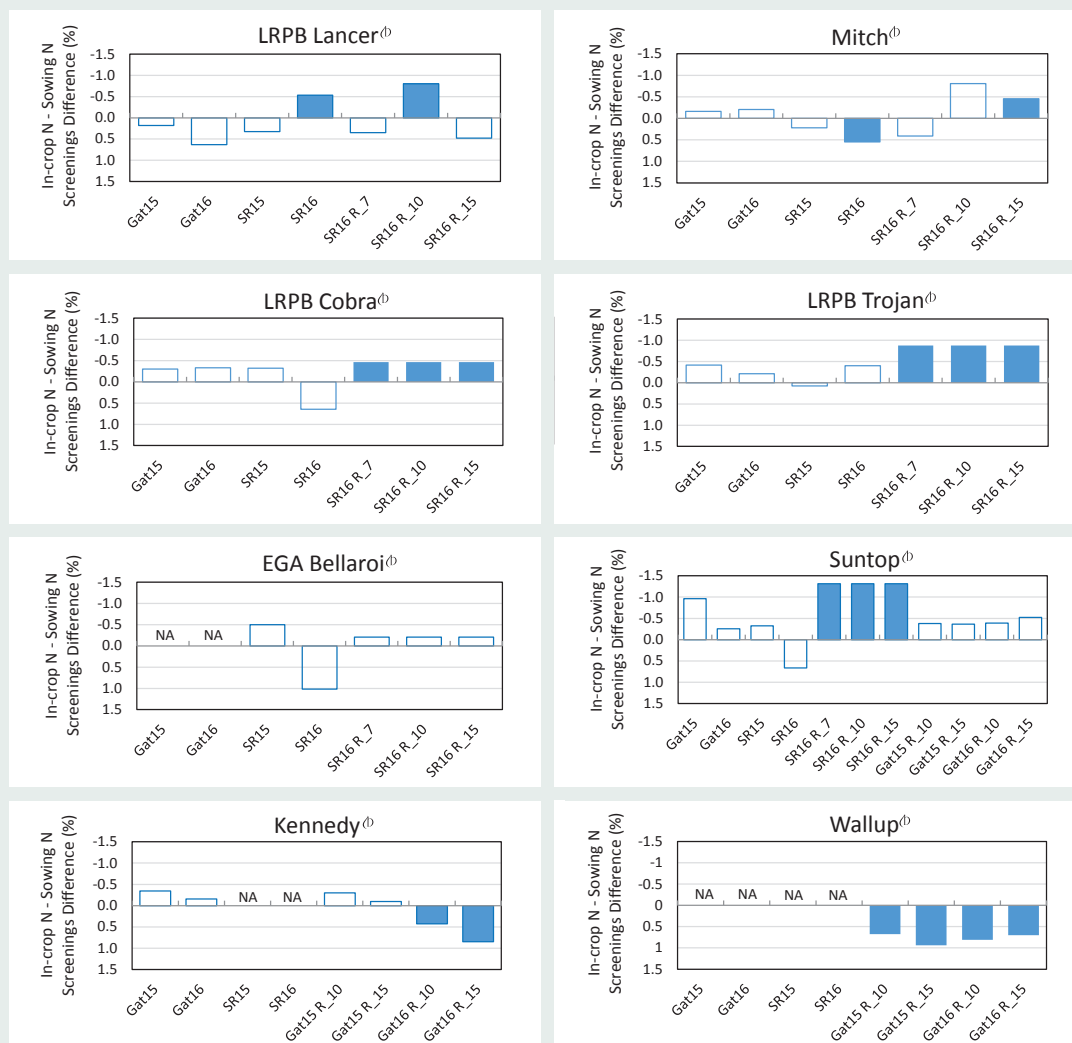 LRPB Lancer
In-crop N - Sowing N
Screenings Difference (%)
-1.5
-1.0
-0.5
0.0
0.5
1.0
1.5
Gat15
Gat16
SR15
SR16
SR16 R_7
SR16 R_10
SR16 R_15
Mitch
In-crop N - Sowing N
Screenings Difference (%)
-1.5
-1.0
-0.5
0.0
0.5
1.0
1.5
Gat15
Gat16
SR15
SR16
SR16 R_7
SR16 R_10
SR16 R_15
LRPB Cobra
In-crop N - Sowing N
Screenings Difference (%)
-1.5
-1.0
-0.5
0.0
0.5
1.0
1.5
Gat15
Gat16
SR15
SR16
SR16 R_7
SR16 R_10
SR16 R_15
LRPB Trojan
In-crop N - Sowing N
Screenings Difference (%)
-1.5
-1.0
-0.5
0.0
0.5
1.0
1.5
Gat15
Gat16
SR15
SR16
SR16 R_7
SR16 R_10
SR16 R_15
EGA Bellaroi
In-crop N - Sowing N
Screenings Difference (%)
-1.5
-1.0
-0.5
0.0
0.5
1.0
1.5
NA NA
Gat15
Gat16
SR15
SR16
SR16 R_7
SR16 R_10
SR16 R_15
Suntop
In-crop N - Sowing N
Screenings Difference (%)
-1.5
-1.0
-0.5
0.0
0.5
1.0
1.5
Gat15
Gat16
SR15
SR16
SR16 R_7
SR16 R_10
SR16 R_15
Gat15 R_10
Gat15 R_15
Gat16 R_10
Gat16 R_15
Kennedy
In-crop N - Sowing N
Screenings Difference (%)
-1.5
-1.0
-0.5
0.0
0.5
1.0
1.5
NA NA
Gat15
Gat16
SR15
SR16
Gat15 R_10
Gat15 R_15
Gat16 R_10
Gat16 R_15
Wallup
In-crop N - Sowing N
Screenings Difference (%)
-1.5
-1
-0.5
0
0.5
1
1.5
NA NA NA NA
Gat15
Gat16
SR15
SR16
Gat15 R_10
Gat15 R_15
Gat16 R_10
Gat16 R_15